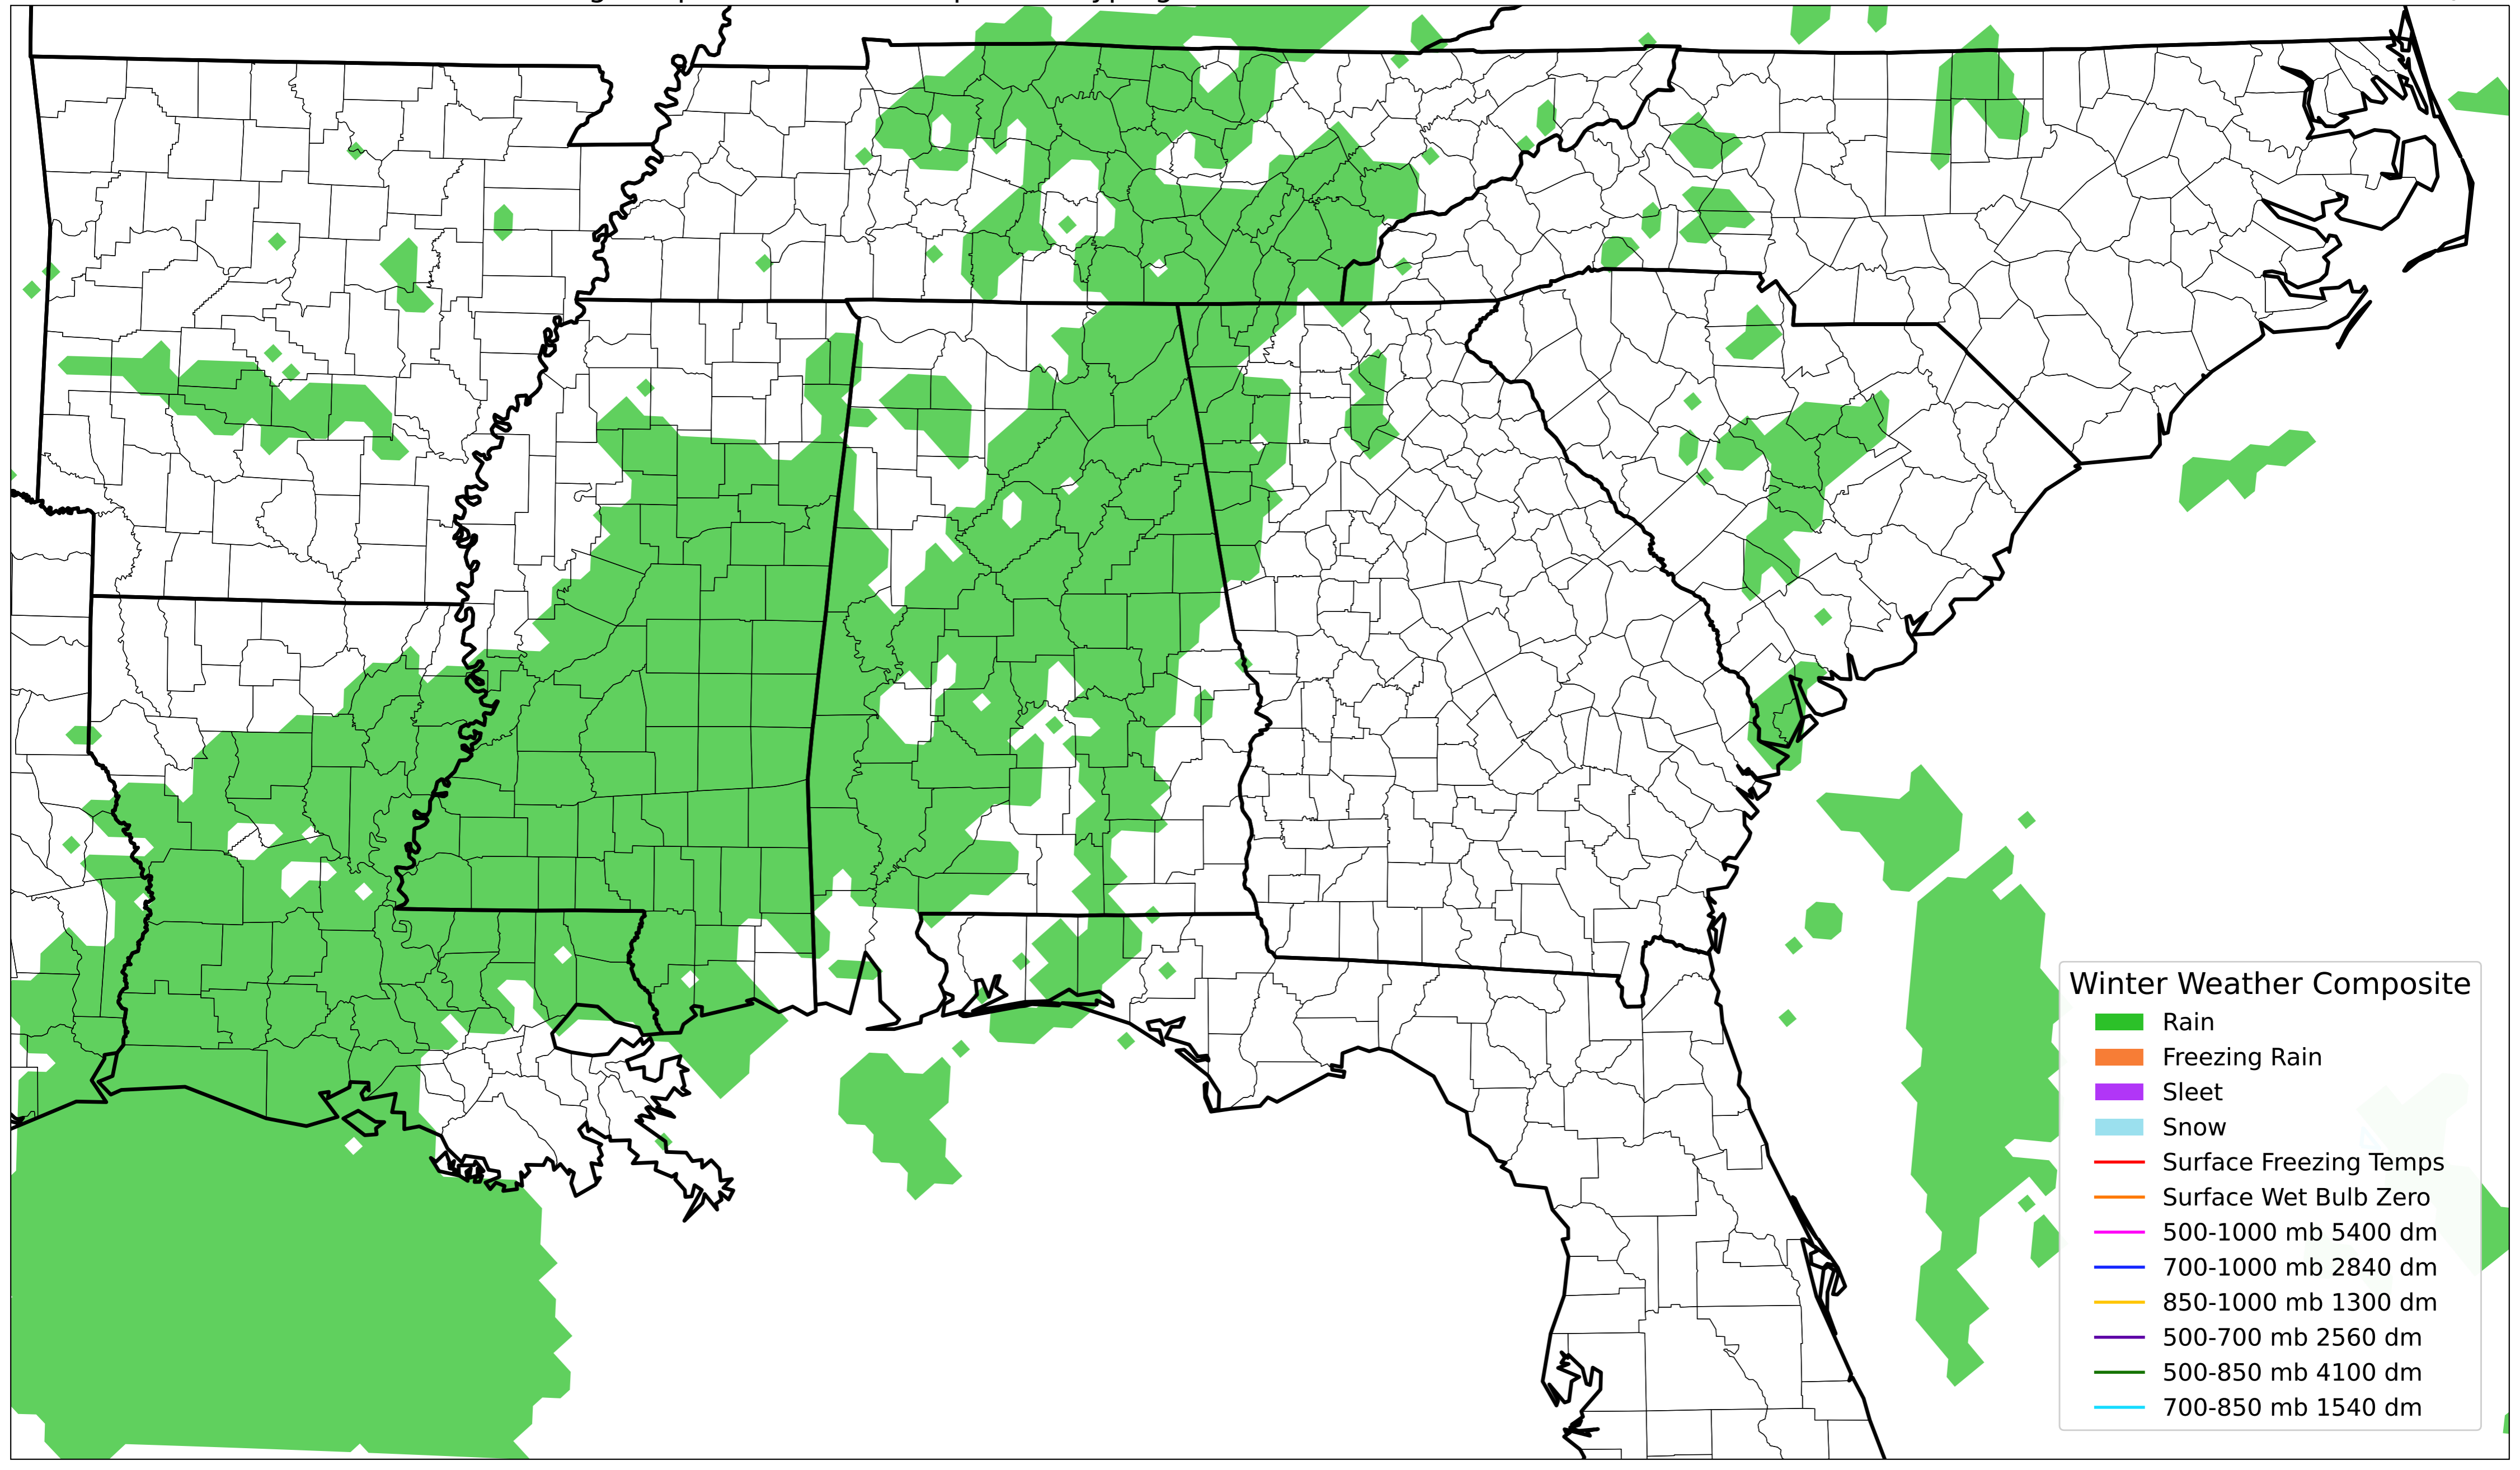 Winter Weather Composite
Rain
Freezing Rain
Sleet
Snow
Surface Freezing Temps
Surface Wet Bulb Zero
500-1000 mb 5400 dm
700-1000 mb 2840 dm
850-1000 mb 1300 dm
500-700 mb 2560 dm
500-850 mb 4100 dm
700-850 mb 1540 dm